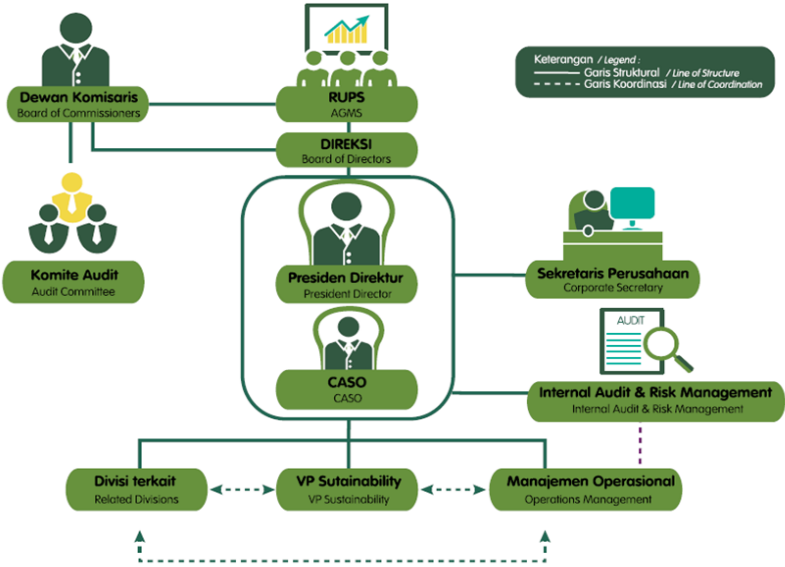 Keterangan / Legend :
Garis Struktural / Line of Structure
Garis Koordinasi / Line of Coordination
Dewan Komisaris
Board of Commissioners
RUPS
AGMS
DIREKSI
Board of Directors
Komite Audit
Audit Committee
Presiden Direktur
President Director
Sekretaris Perusahaan
Corporate Secretary
AUDIT
CASO
CASO
Internal Audit & Risk Management
Internal Audit & Risk Management
Divisi terkait
Related Divisions
VP Sutainability
VP Sustainability
Manajemen Operasional
Operations Management